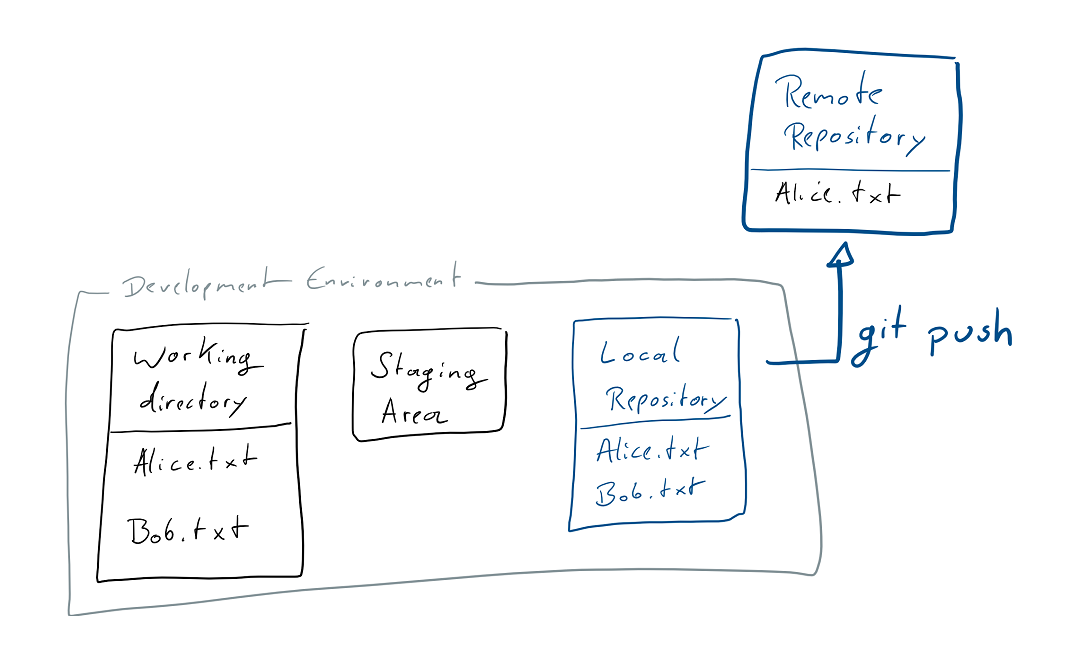 Remote
Repository
Alice.txt
git push
Development Environment
Working
directory
Alice.txt
Bob.txt
Staging
Area
Local
Repository
Alice.txt
Bob.txt